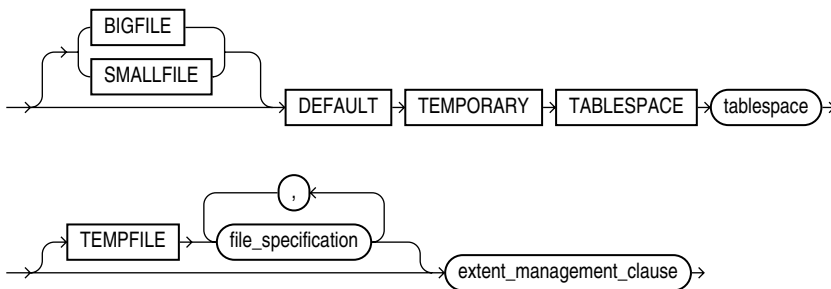 BIGFILE
SMALLFILE
DEFAULT TEMPORARY TABLESPACE tablespace
,
TEMPFILE file_specification
extent_management_clause